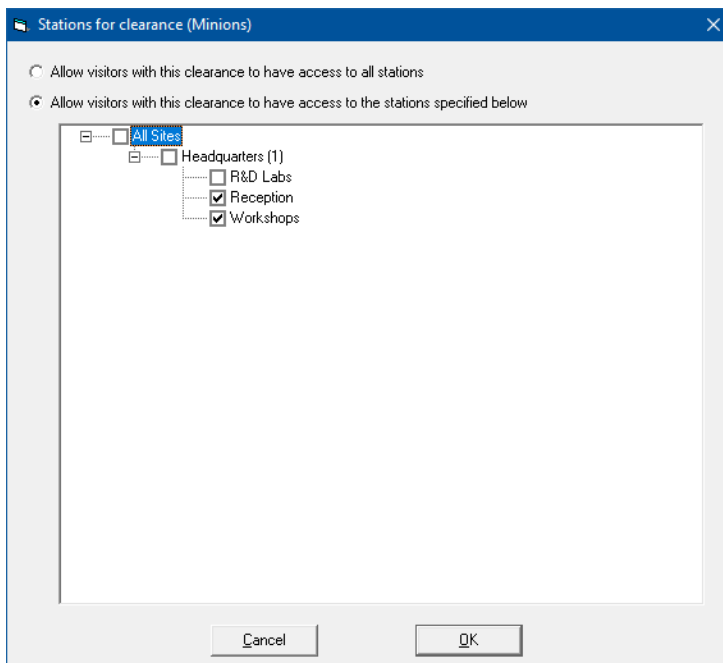 Stations for clearance (Minions)
Allow visitors with this clearance to have access to all stations
Allow visitors with this clearance to have access to the stations specified below
All Sites
Headquarters (1)
R&D Labs
Reception
Workshops
Cancel OK